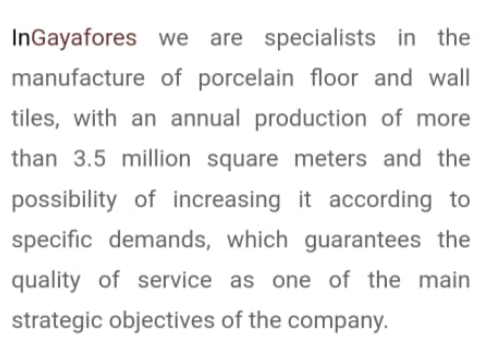 InGayafores we are specialists in the
manufacture of porcelain floor and wall
tiles, with an annual production of more
than 3.5 million square meters and the
possibility of increasing it according to
specific demands, which guarantees the
quality of service as one of the main
strategic objectives of the company.